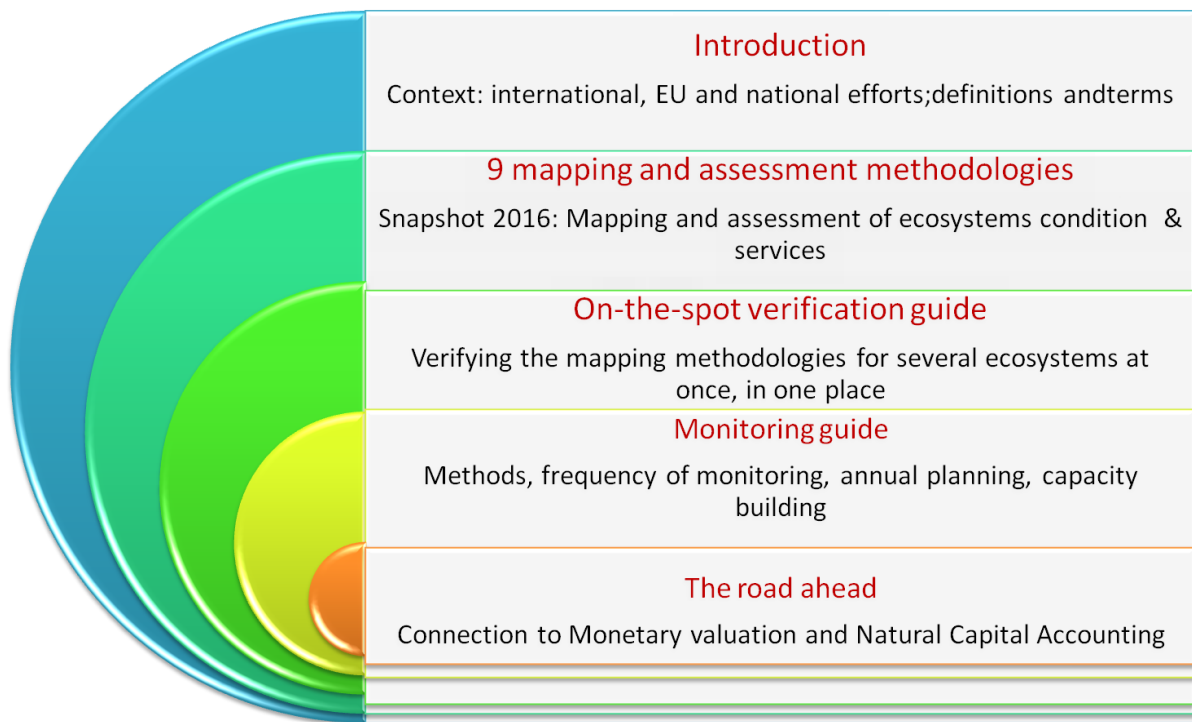 Introduction
Context: international, EU and national efforts;definitions andterms
9 mapping and assessment methodologies
Snapshot 2016: Mapping and assessment of ecosystems condition &
services
On-the-spot verification guide
Verifying the mapping methodologies for several ecosystems at
once, in one place
Monitoring guide
Methods, frequency of monitoring, annual planning, capacity
building
The road ahead
Connection to Monetary valuation and Natural Capital Accounting